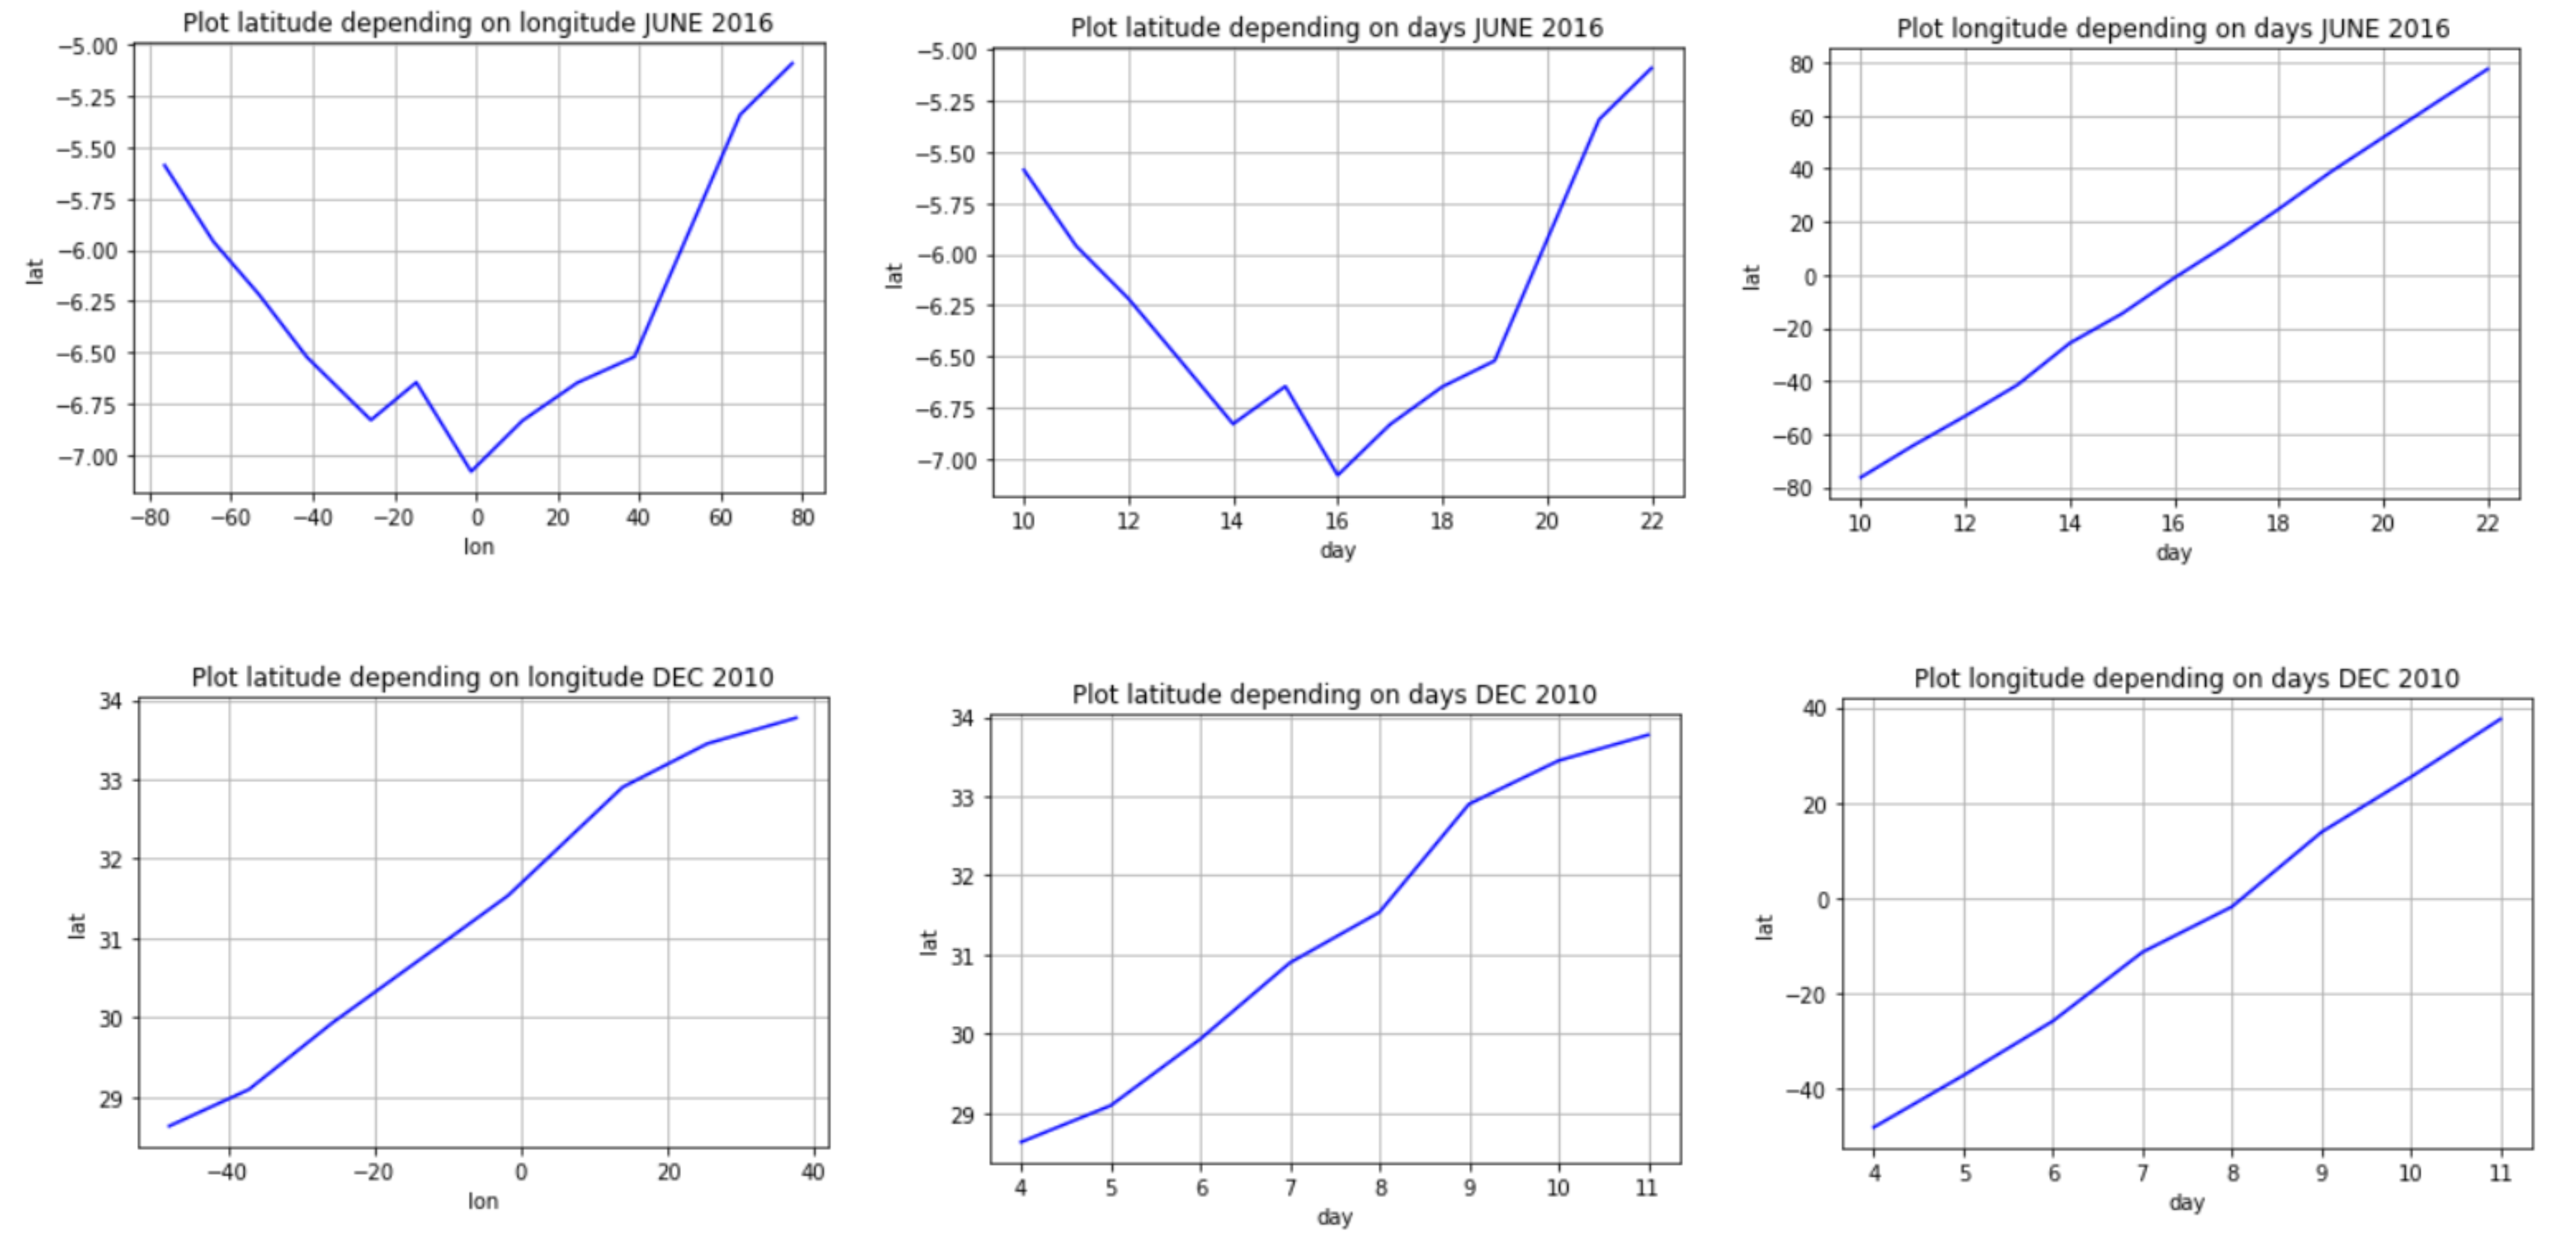 Plot latitude depending on longitude JUNE 2016
−5.00
−5.25
−5.50
−5.75
−6.00
−6.25
−6.50
−6.75
−7.00
lat
−80 −60 −40 −20 0 20 40 60 80
lon
Plot latitude depending on days JUNE 2016
−5.00
−5.25
−5.50
−5.75
−6.00
−6.25
−6.50
−6.75
−7.00
lat
10 12 14 16 18 20 22
day
Plot longitude depending on days JUNE 2016
80
60
40
20
0
−20
−40
−60
−80
lat
10 12 14 16 18 20 22
day
Plot latitude depending on longitude DEC 2010
34
33
32
31
30
29
lat
−40 −20 0 20 40
lon
Plot latitude depending on days DEC 2010
34
33
32
31
30
29
lat
4 5 6 7 8 9 10 11
day
Plot longitude depending on days DEC 2010
40
20
0
−20
−40
lat
4 5 6 7 8 9 10 11
day